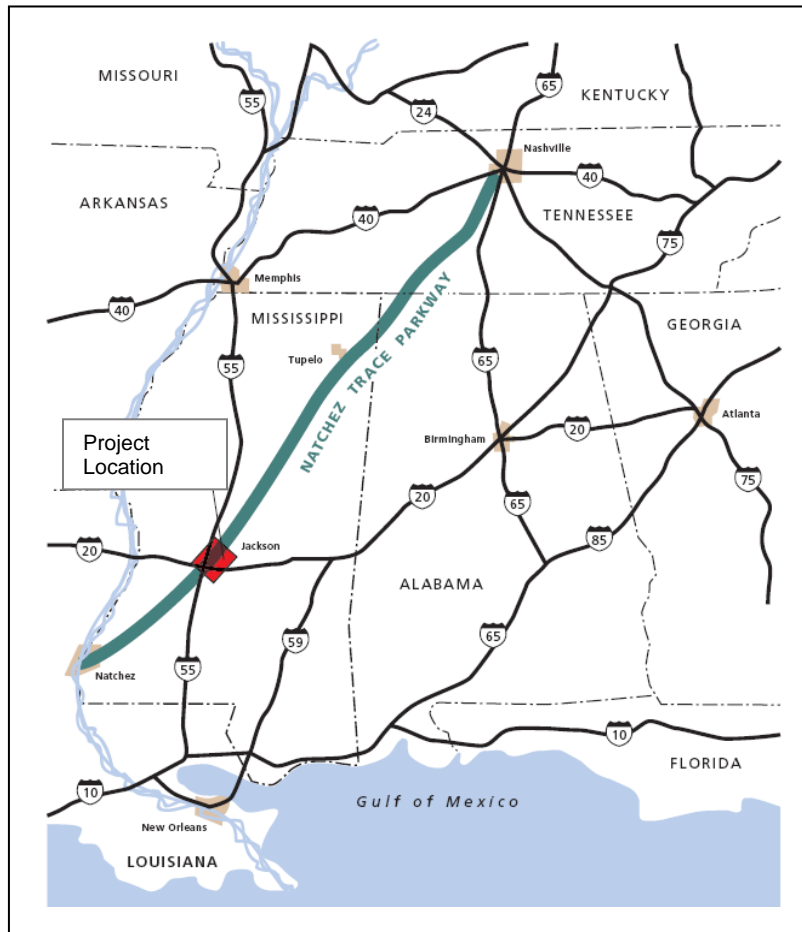 MISSOURI
55
65
KENTUCKY
24
Nashville
ARKANSAS
40
40
TENNESSEE
75
Memphis
40
MISSISSIPPI
GEORGIA
55
Tupelo
65
NATCHEZ TRACE PARKWAY
Project
Location
Birmingham
20
Atlanta
75
20
65
20
Jackson
85
ALABAMA
59
65
55
Natchez
10
FLORIDA
10
Gulf of Mexico
New Orleans
LOUISIANA